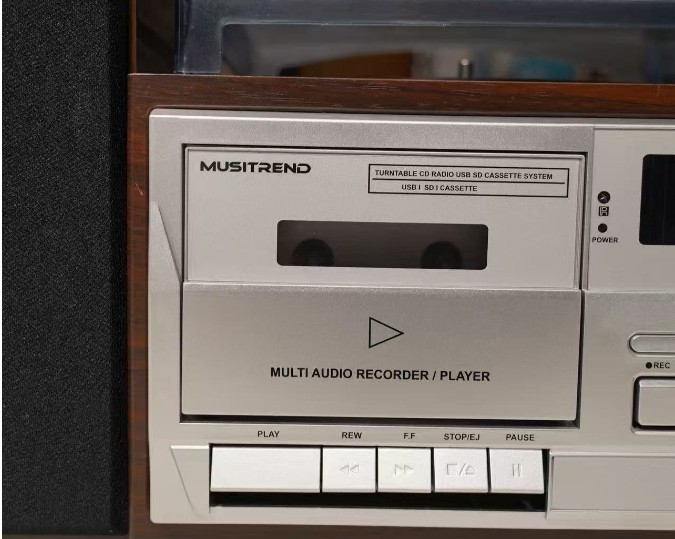 MUSITREND
TURNTABLE CD RADIO USB SD CASSETTE SYSTEM
USB I SD I CASSETTE
IR
POWER
MULTI AUDIO RECORDER / PLAYER
REC
PLAY REW F.F STOP/EJ PAUSE